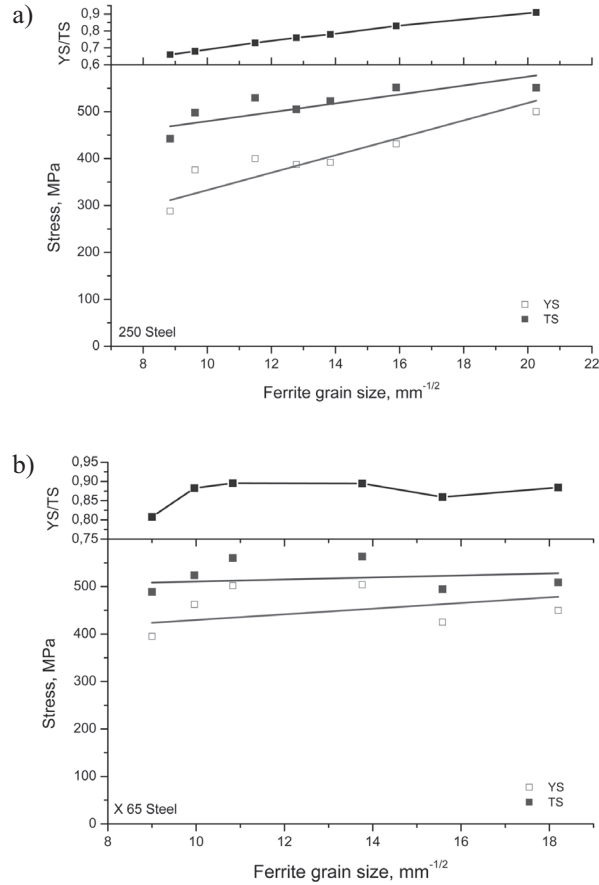 a)
YS/TS
0,9
0,8
0,7
0,6
Stress, MPa
500
400
300
200
100
0
250 Steel
YS
TS
8 10 12 14 16 18 20 22
Ferrite grain size, mm-1/2
b)
YS/TS
0,95
0,90
0,85
0,80
0,75
Stress, MPa
500
400
300
200
100
0
X 65 Steel
YS
TS
8 10 12 14 16 18
Ferrite grain size, mm-1/2